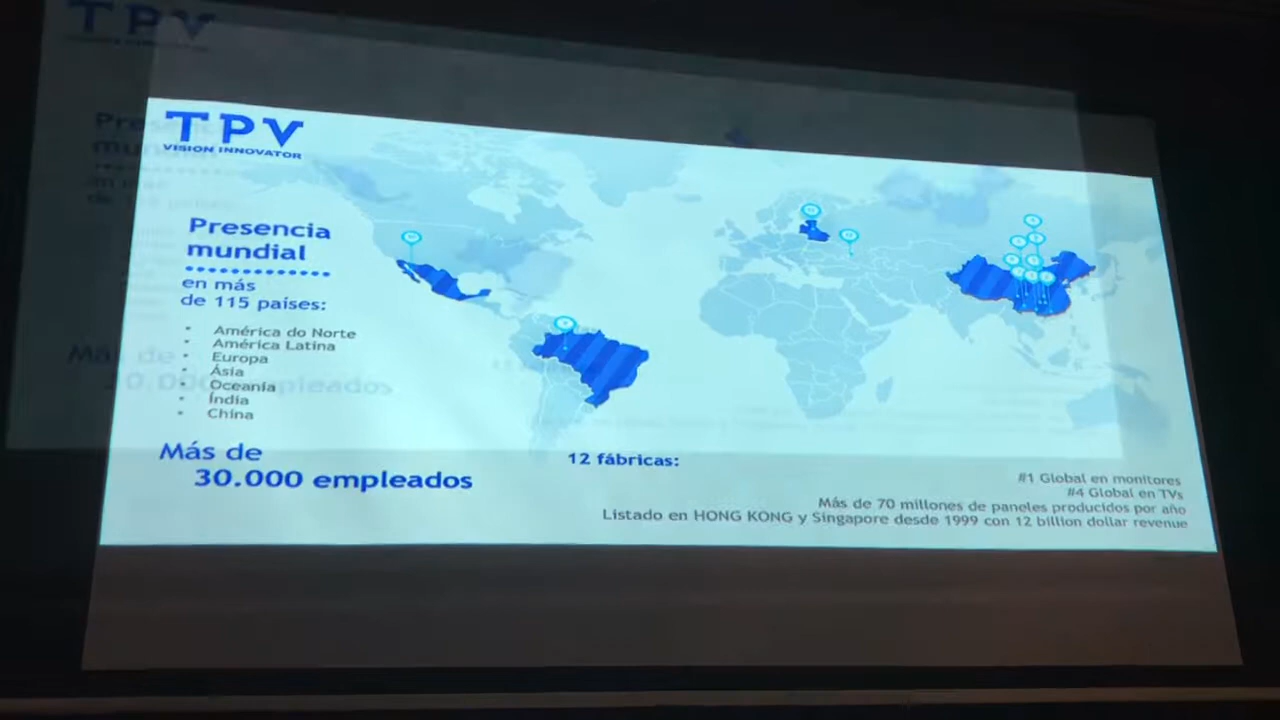 TPV
VISION INNOVATOR
Presencia
mundial
en más
de 115 países:
• América do Norte
• América Latina
• Europa
• Ásia
• Oceania
• Índia
• China
Más de
30.000 empleados
12 fábricas:
#1 Global en monitores
#4 Global en TVs
Más de 70 millones de paneles producidos por año
Listado en HONG KONG y Singapore desde 1999 con 12 billion dollar revenue